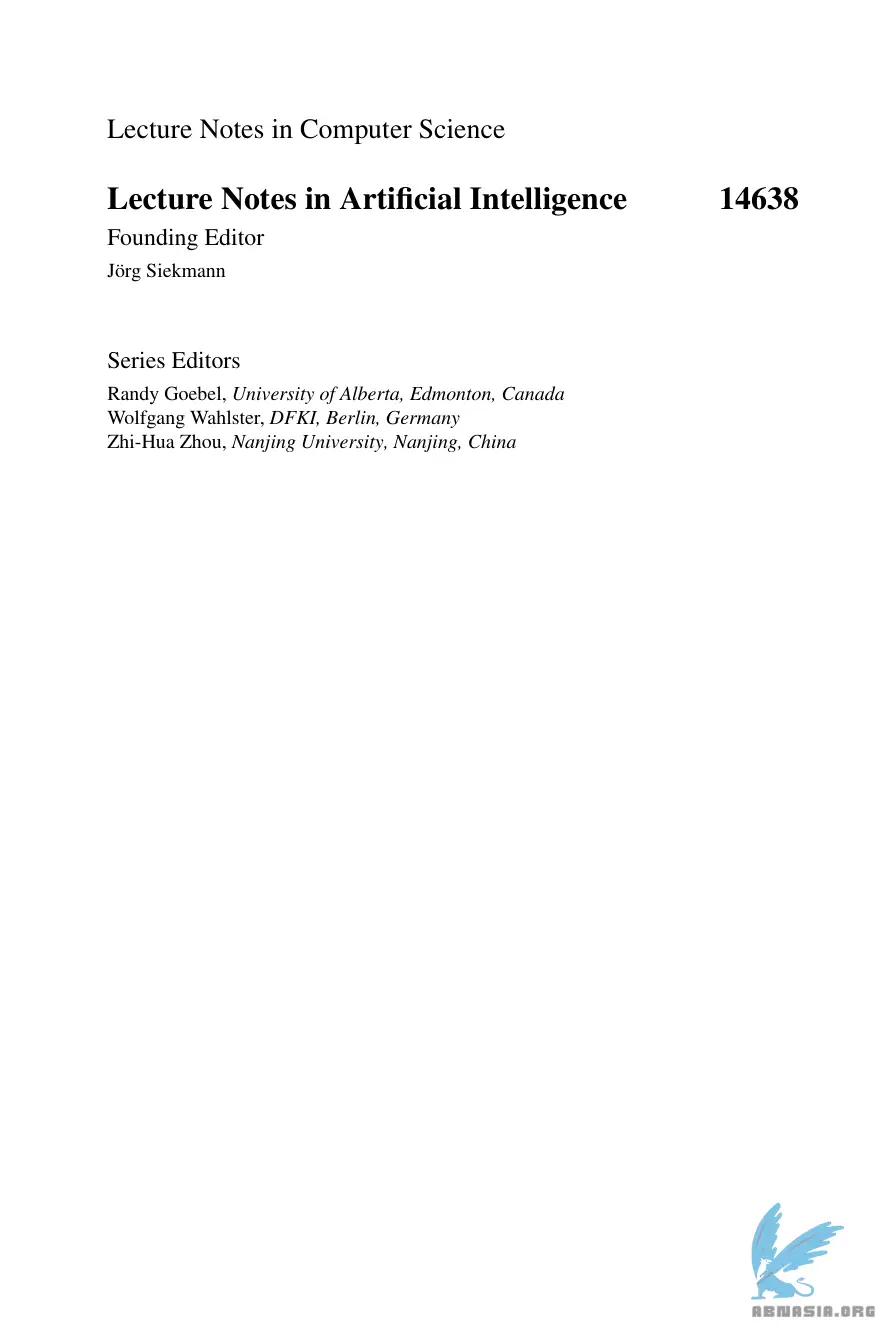 Lecture Notes in Computer Science
Lecture Notes in Artificial Intelligence 14638
Founding Editor
Jörg Siekmann
Series Editors
Randy Goebel, University of Alberta, Edmonton, Canada
Wolfgang Wahlster, DFKI, Berlin, Germany
Zhi-Hua Zhou, Nanjing University, Nanjing, China
ABNASIA.ORG